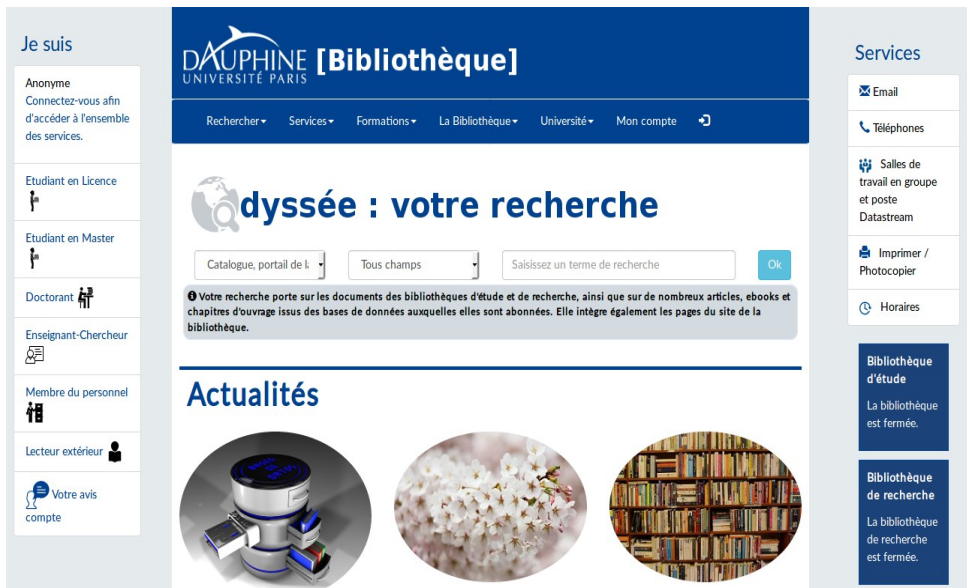 Je suis
Anonyme
Connectez-vous afin
d'accéder à l'ensemble
des services.
Etudiant en Licence
Etudiant en Master
Doctorant
Enseignant-Chercheur
Membre du personnel
Lecteur extérieur
Votre avis
compte
DAUPHINE
UNIVERSITÉ PARIS
[Bibliothèque]
Rechercher Services Formations La Bibliothèque Université Mon compte
dyssée : votre recherche
Catalogue, portail de l Tous champs Saisissez un terme de recherche Ok
Votre recherche porte sur les documents des bibliothèques d'étude et de recherche, ainsi que sur de nombreux articles, ebooks et
chapitres d'ouvrage issus des bases de données auxquelles elles sont abonnées. Elle intègre également les pages du site de la
bibliothèque.
Actualités
Services
Email
Téléphones
Salles de
travail en groupe
et poste
Datastream
Imprimer /
Photocopier
Horaires
Bibliothèque
d'étude
La bibliothèque
est fermée.
Bibliothèque
de recherche
La bibliothèque
de recherche
est fermée.